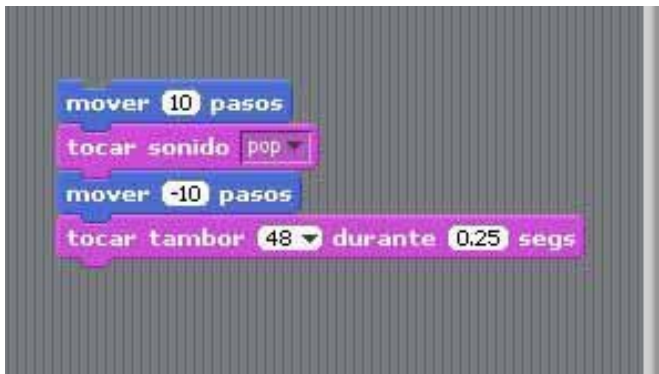 mover 10 pasos
tocar sonido pop
mover -10 pasos
tocar tambor 48 durante 0.25 segs